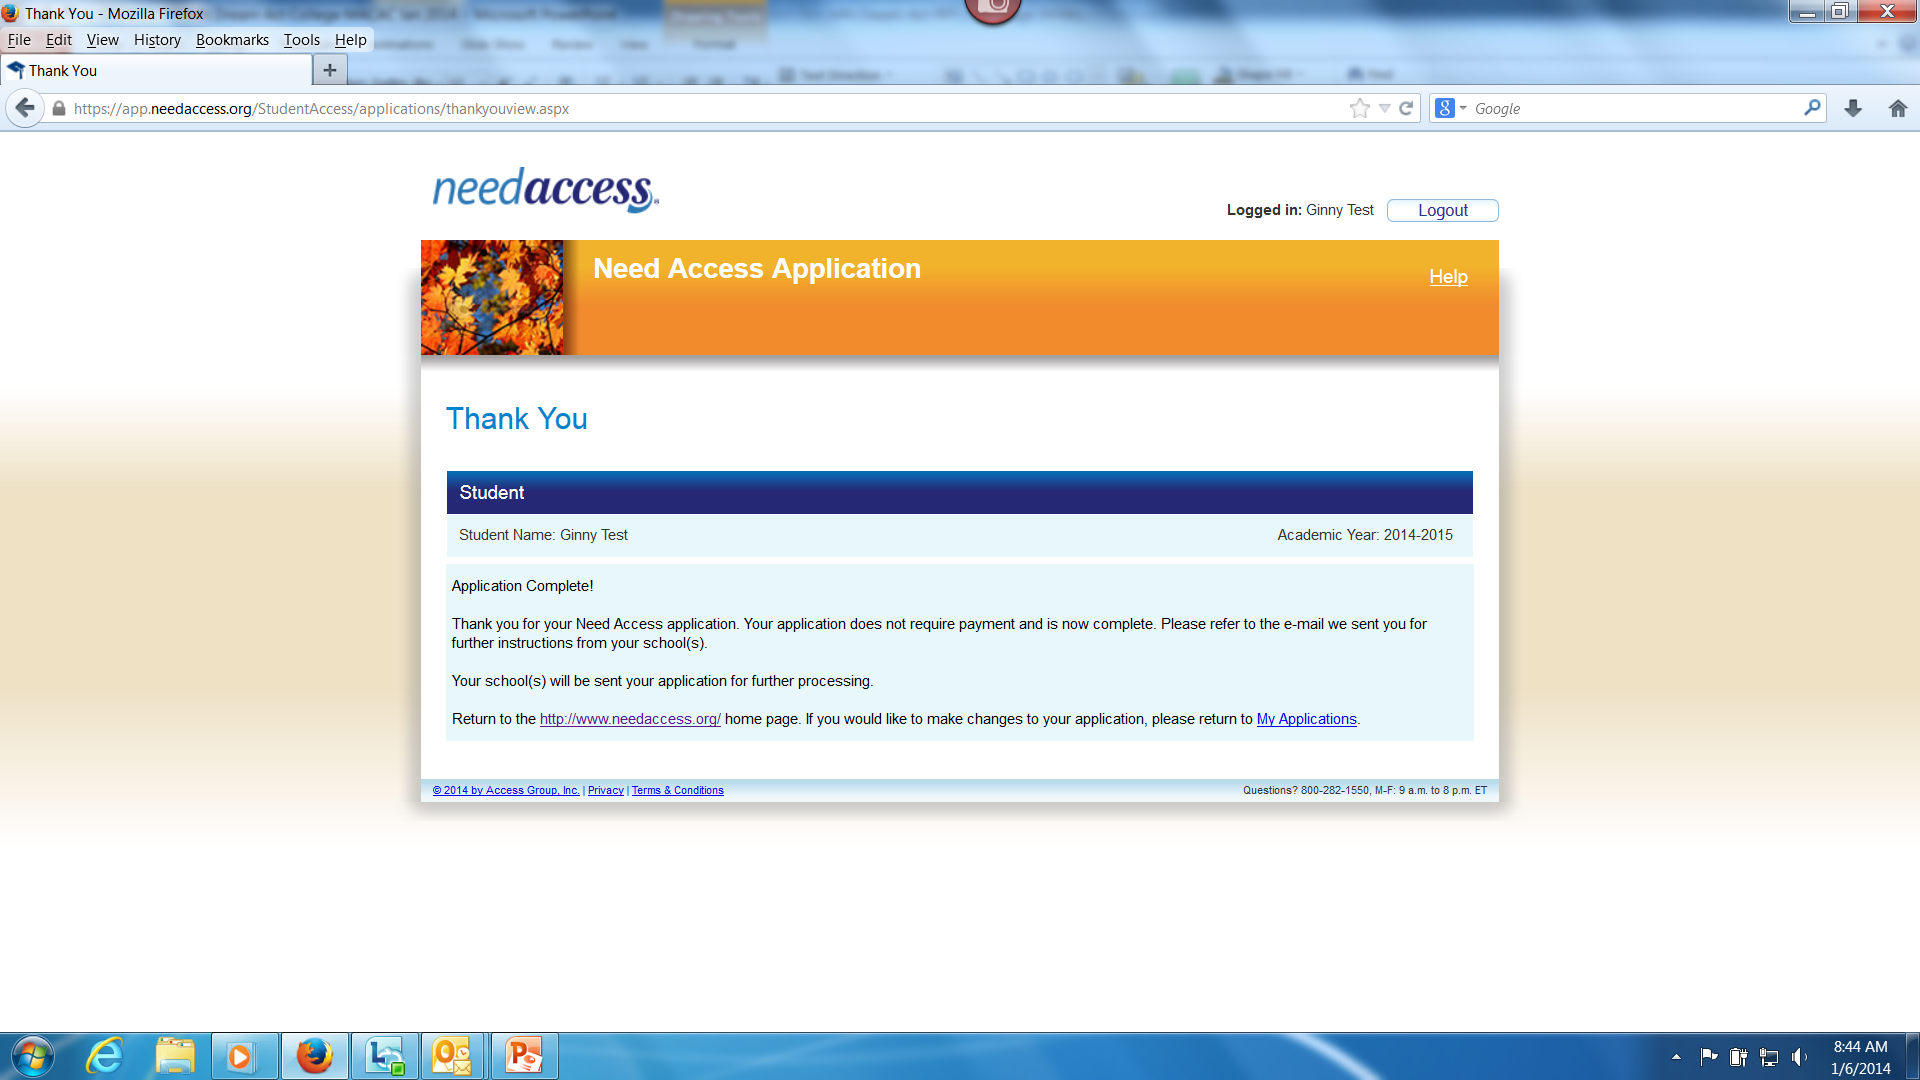 Thank You - Mozilla Firefox
File Edit View History Bookmarks Tools Help
Thank You
https://app.needaccess.org/StudentAccess/applications/thankyouview.aspx
Google
needaccess
Logged in: Ginny Test Logout
Need Access Application
Help
Thank You
Student
Student Name: Ginny Test Academic Year: 2014-2015
Application Complete!
Thank you for your Need Access application. Your application does not require payment and is now complete. Please refer to the e-mail we sent you for
further instructions from your school(s).
Your school(s) will be sent your application for further processing.
Return to the http://www.needaccess.org/ home page. If you would like to make changes to your application, please return to My Applications.
© 2014 by Access Group, Inc. | Privacy | Terms & Conditions Questions? 800-282-1550, M-F: 9 a.m. to 8 p.m. ET
8:44 AM
1/6/2014